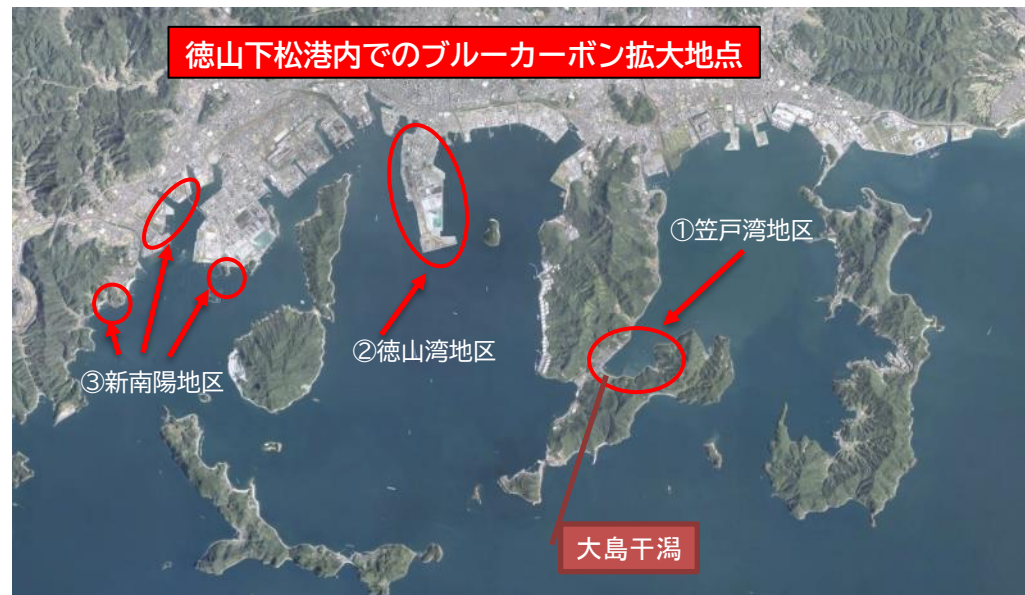 徳山下松港内でのブルーカーボン拡大地点
①笠戸湾地区
②徳山湾地区
③新南陽地区
大島干潟